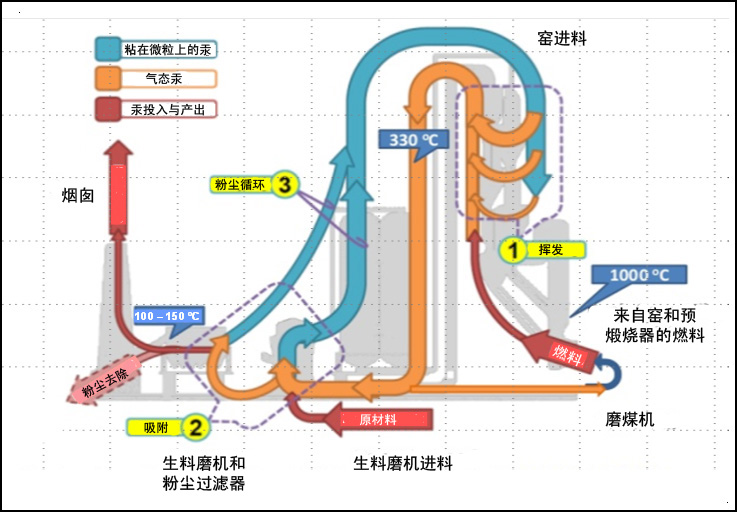 粘在微粒上的汞
气态汞
汞投入与产出
窑进料
330 ℃
烟囱
粉尘循环
3
1
挥发
1000 ℃
来自窑和预
煅烧器的燃料
100 – 150 ℃
燃料
粉尘去除
磨煤机
吸附
2
原材料
生料磨机和
粉尘过滤器
生料磨机进料